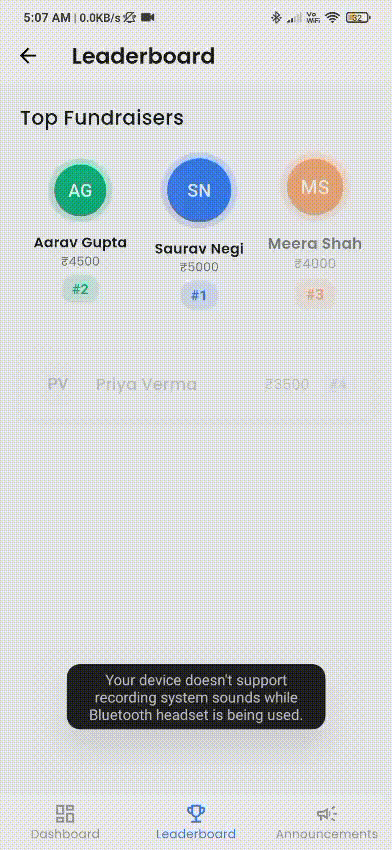 5:07 AM | 0.0KB/s
Vo WiFi
32
Leaderboard
Top Fundraisers
AG
SN
MS
Aarav Gupta
₹4500
#2
Saurav Negi
₹5000
#1
Meera Shah
₹4000
#3
PV Priya Verma ₹3500 #4
Your device doesn't support
recording system sounds while
Bluetooth headset is being used.
Dashboard
Leaderboard
Announcements